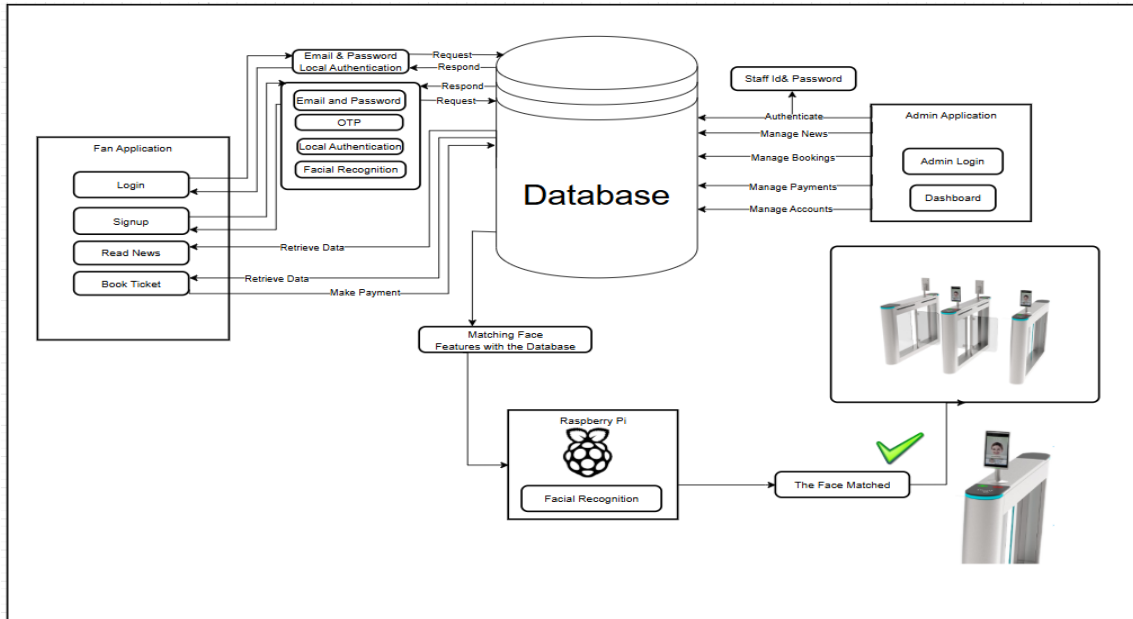 Email & Password
Local Authentication
Request
Respond
Respond
Request
Email and Password
OTP
Local Authentication
Facial Recognition
Fan Application
Login
Signup
Read News
Book Ticket
Retrieve Data
Retrieve Data
Make Payment
Database
Staff Id& Password
Authenticate
Manage News
Manage Bookings
Manage Payments
Manage Accounts
Admin Application
Admin Login
Dashboard
Matching Face
Features with the Database
Raspberry Pi
Facial Recognition
The Face Matched